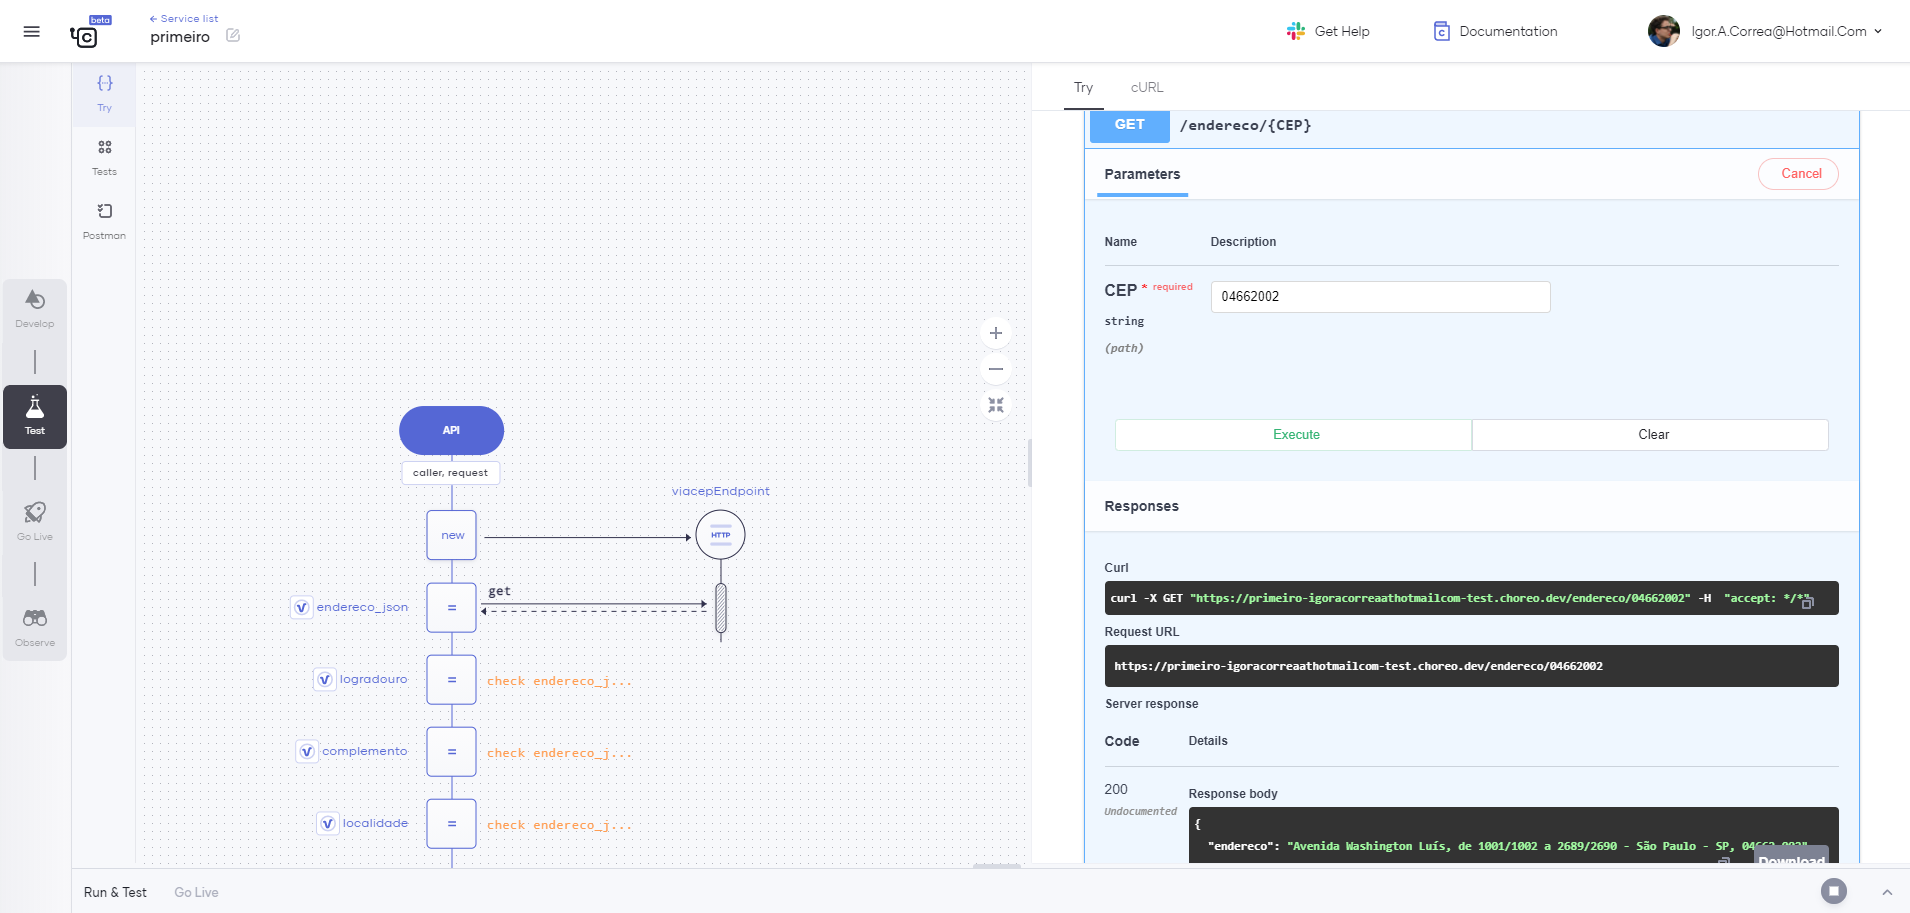 beta
← Service list
primeiro
Get Help
Documentation
Igor.A.Correa@Hotmail.Com
Try
Tests
Postman
Develop
Test
Go Live
Observe
API
caller, request
viacepEndpoint
new
HTTP
get
endereco_json
=
logradouro
=
check endereco_j...
complemento
=
check endereco_j...
localidade
=
check endereco_j...
Try
cURL
GET
/endereco/{CEP}
Parameters
Cancel
Name
Description
CEP * required
04662002
string
(path)
Execute
Clear
Responses
Curl
curl -X GET "https://primeiro-igoracorreaathotmailcom-test.choreo.dev/endereco/04662002" -H  "accept: */*"
Request URL
https://primeiro-igoracorreaathotmailcom-test.choreo.dev/endereco/04662002
Server response
Code
Details
200
Undocumented
Response body
{
"endereco": "Avenida Washington Luís, de 1001/1002 a 2689/2690 - São Paulo - SP, 04662-002"
Download
Run & Test
Go Live